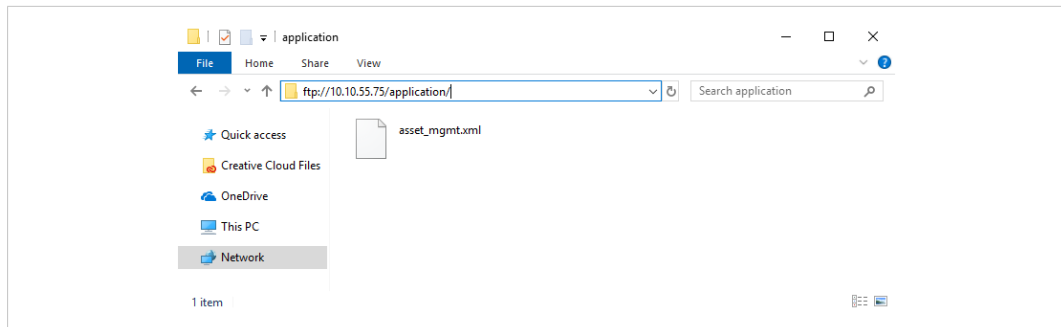 application
File Home Share View
ftp://10.10.55.75/application/
Search application
Quick access
asset_mgmt.xml
Creative Cloud Files
OneDrive
This PC
Network
1 item